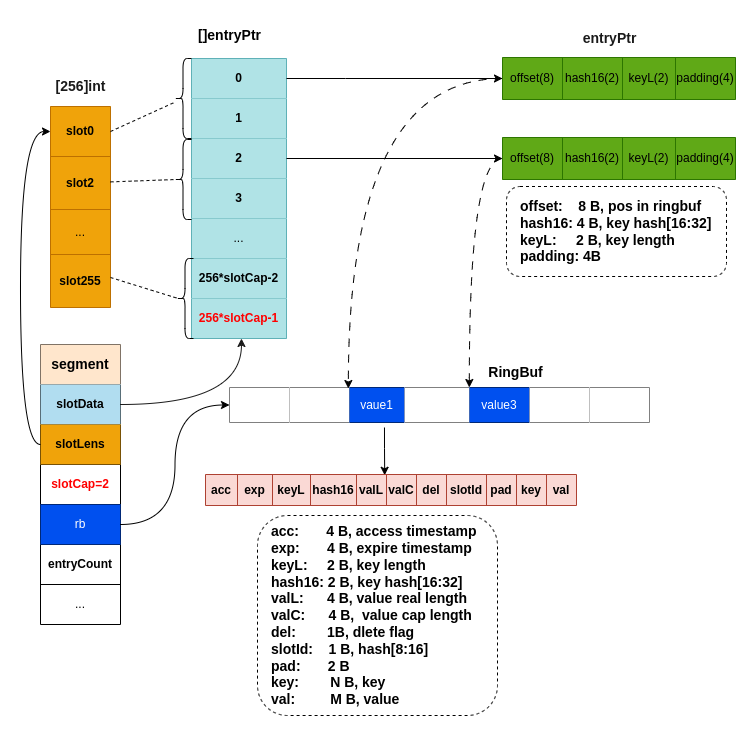 []entryPtr
entryPtr
[256]int
0
1
2
3
...
256*slotCap-2
256*slotCap-1
slot0
slot2
...
slot255
offset(8) hash16(2) keyL(2) padding(4)
offset(8) hash16(2) keyL(2) padding(4)
offset: 8 B, pos in ringbuf
hash16: 4 B, key hash[16:32]
keyL: 2 B, key length
padding: 4B
segment
slotData
slotLens
slotCap=2
rb
entryCount
...
RingBuf
vaue1 value3
acc exp keyL hash16 valL valC del slotId pad key val
acc: 4 B, access timestamp
exp: 4 B, expire timestamp
keyL: 2 B, key length
hash16: 2 B, key hash[16:32]
valL: 4 B, value real length
valC: 4 B, value cap length
del: 1B, dlete flag
slotId: 1 B, hash[8:16]
pad: 2 B
key: N B, key
val: M B, value